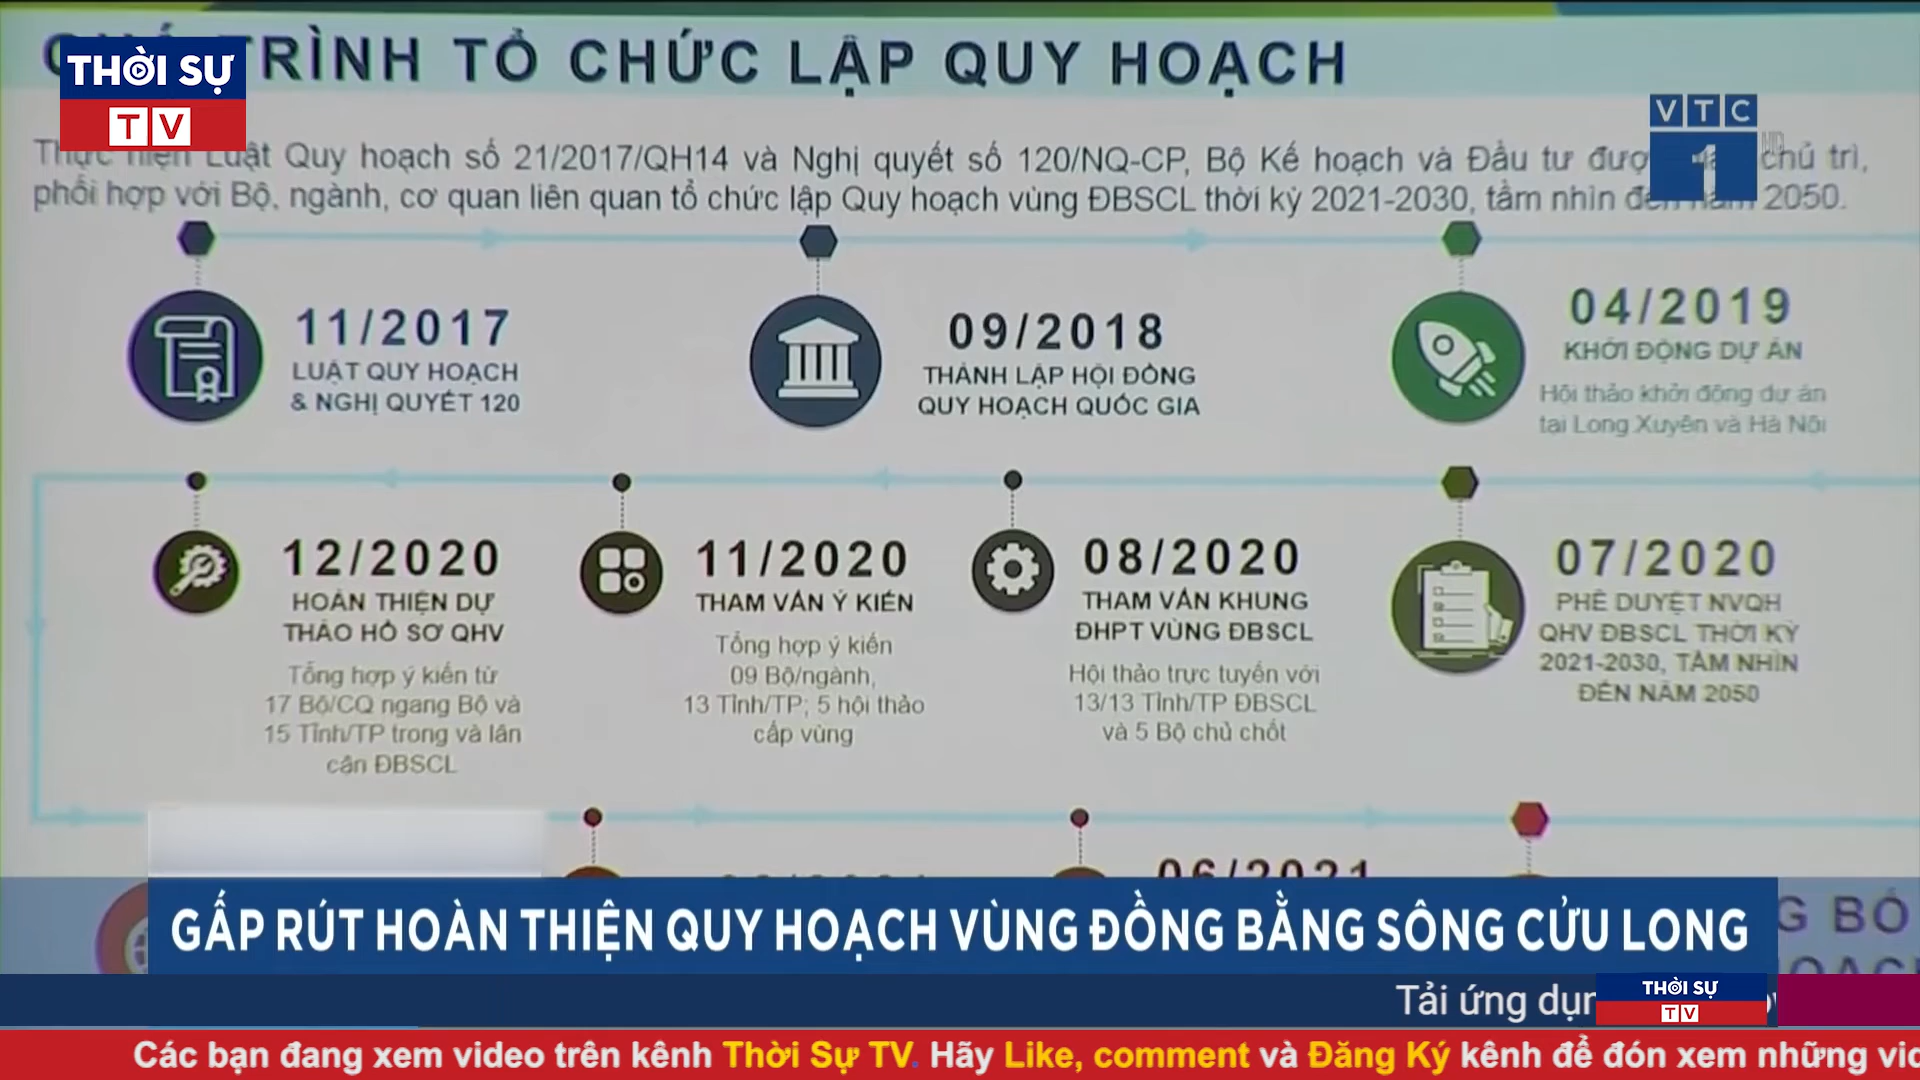 THỜI SỰ
TV
TRÌNH TỔ CHỨC LẬP QUY HOẠCH
VTC
1
HD
Thực hiện Luật Quy hoạch số 21/2017/QH14 và Nghị quyết số 120/NQ-CP, Bộ Kế hoạch và Đầu tư chủ trì,
phối hợp với Bộ, ngành, cơ quan liên quan tổ chức lập Quy hoạch vùng ĐBSCL thời kỳ 2021-2030, tầm nhìn đến năm 2050.
11/2017
LUẬT QUY HOẠCH
& NGHỊ QUYẾT 120
09/2018
THÀNH LẬP HỘI ĐỒNG
QUY HOẠCH QUỐC GIA
04/2019
KHỞI ĐỘNG DỰ ÁN
Hội thảo khởi động dự án
tại Long Xuyên và Hà Nội
12/2020
HOÀN THIỆN DỰ
THẢO HỒ SƠ QHV
Tổng hợp ý kiến từ
17 Bộ/CQ ngang Bộ và
15 Tỉnh/TP trong và lân
cận ĐBSCL
11/2020
THAM VẤN Ý KIẾN
Tổng hợp ý kiến
09 Bộ/ngành,
13 Tỉnh/TP; 5 hội thảo
cấp vùng
08/2020
THAM VẤN KHUNG
ĐHPT VÙNG ĐBSCL
Hội thảo trực tuyến với
13/13 Tỉnh/TP ĐBSCL
và 5 Bộ chủ chốt
07/2020
PHÊ DUYỆT NVQH
QHV ĐBSCL THỜI KỲ
2021-2030, TẦM NHÌN
ĐẾN NĂM 2050
06/2021
G BỐ
GẤP RÚT HOÀN THIỆN QUY HOẠCH VÙNG ĐỒNG BẰNG SÔNG CỬU LONG
Tải ứng dụn
THỜI SỰ
TV
Các bạn đang xem video trên kênh Thời Sự TV. Hãy Like, comment và Đăng Ký kênh để đón xem những vid